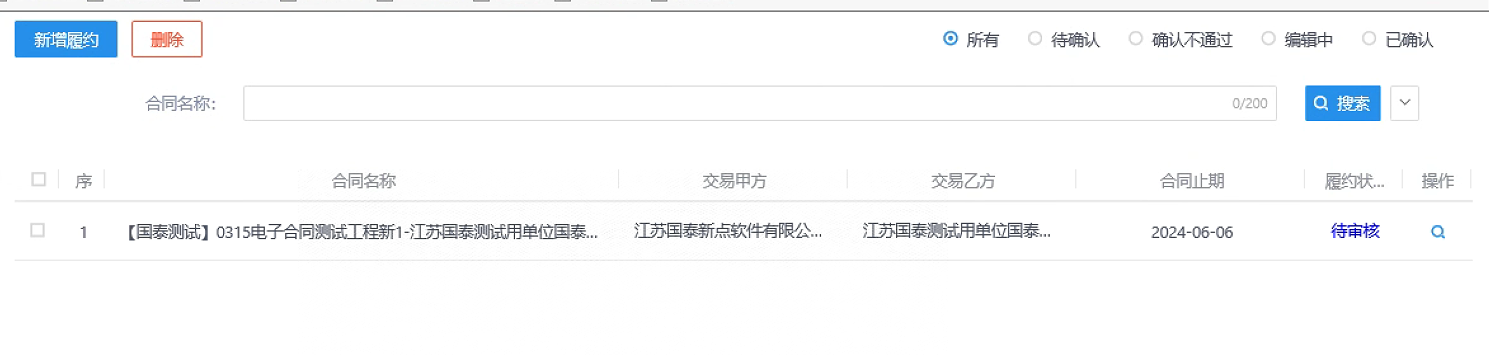 新增履约 删除 所有 待确认 确认不通过 编辑中 已确认
合同名称: 0/200 搜索
序 合同名称 交易甲方 交易乙方 合同止期 履约状... 操作
1 【国泰测试】0315电子合同测试工程新1-江苏国泰测试用单位国泰... 江苏国泰新点软件有限公... 江苏国泰测试用单位国泰... 2024-06-06 待审核